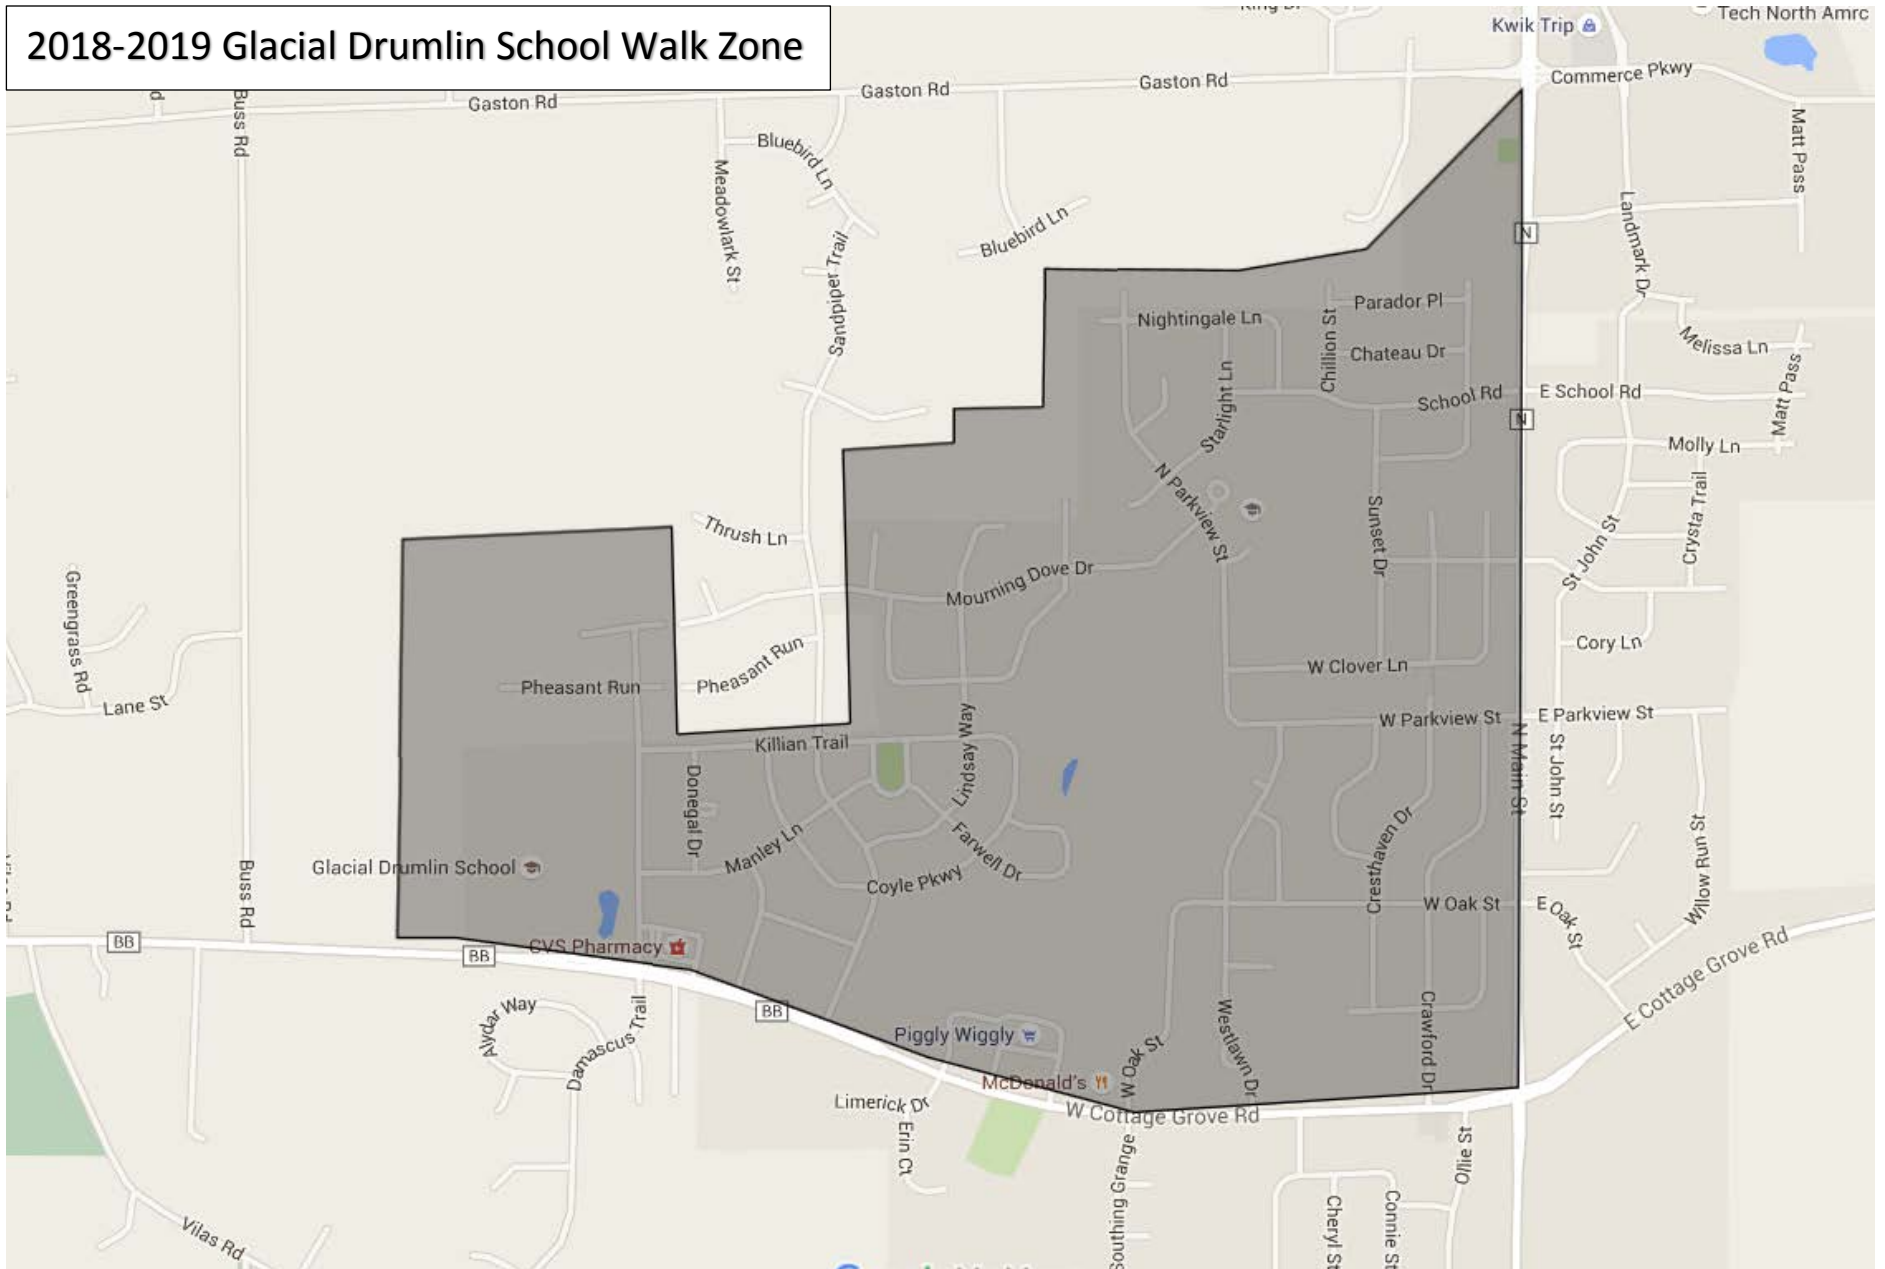 2018-2019 Glacial Drumlin School Walk Zone
Kwik Trip
Tech North Amrc
Commerce Pkwy
Gaston Rd
Gaston Rd
Gaston Rd
Buss Rd
Bluebird Ln
Meadowlark St
Matt Pass
Landmark Dr
Bluebird Ln
Sandpiper Trail
N
Nightingale Ln
Parador Pl
Chillion St
Chateau Dr
Melissa Ln
Starlight Ln
School Rd
E School Rd
Matt Pass
N
Molly Ln
N Parkview St
Sunset Dr
Crysta Trail
St John St
Thrush Ln
Mourning Dove Dr
Greengrass Rd
Cory Ln
Pheasant Run
Pheasant Run
W Clover Ln
Lane St
W Parkview St
E Parkview St
Killian Trail
Lindsay Way
N Main St
St John St
Donegal Dr
Manley Ln
Farwell Dr
Coyle Pkwy
Cresthaven Dr
Willow Run St
Glacial Drumlin School
Buss Rd
W Oak St
E Oak St
BB
BB
CVS Pharmacy
BB
E Cottage Grove Rd
Alydar Way
Damascus Trail
Piggly Wiggly
Westlawn Dr
Crawford Dr
W Oak St
McDonald's
Limerick Dr
W Cottage Grove Rd
Erin Ct
Ollie St
Southing Grange
Cheryl St
Connie St
Vilas Rd